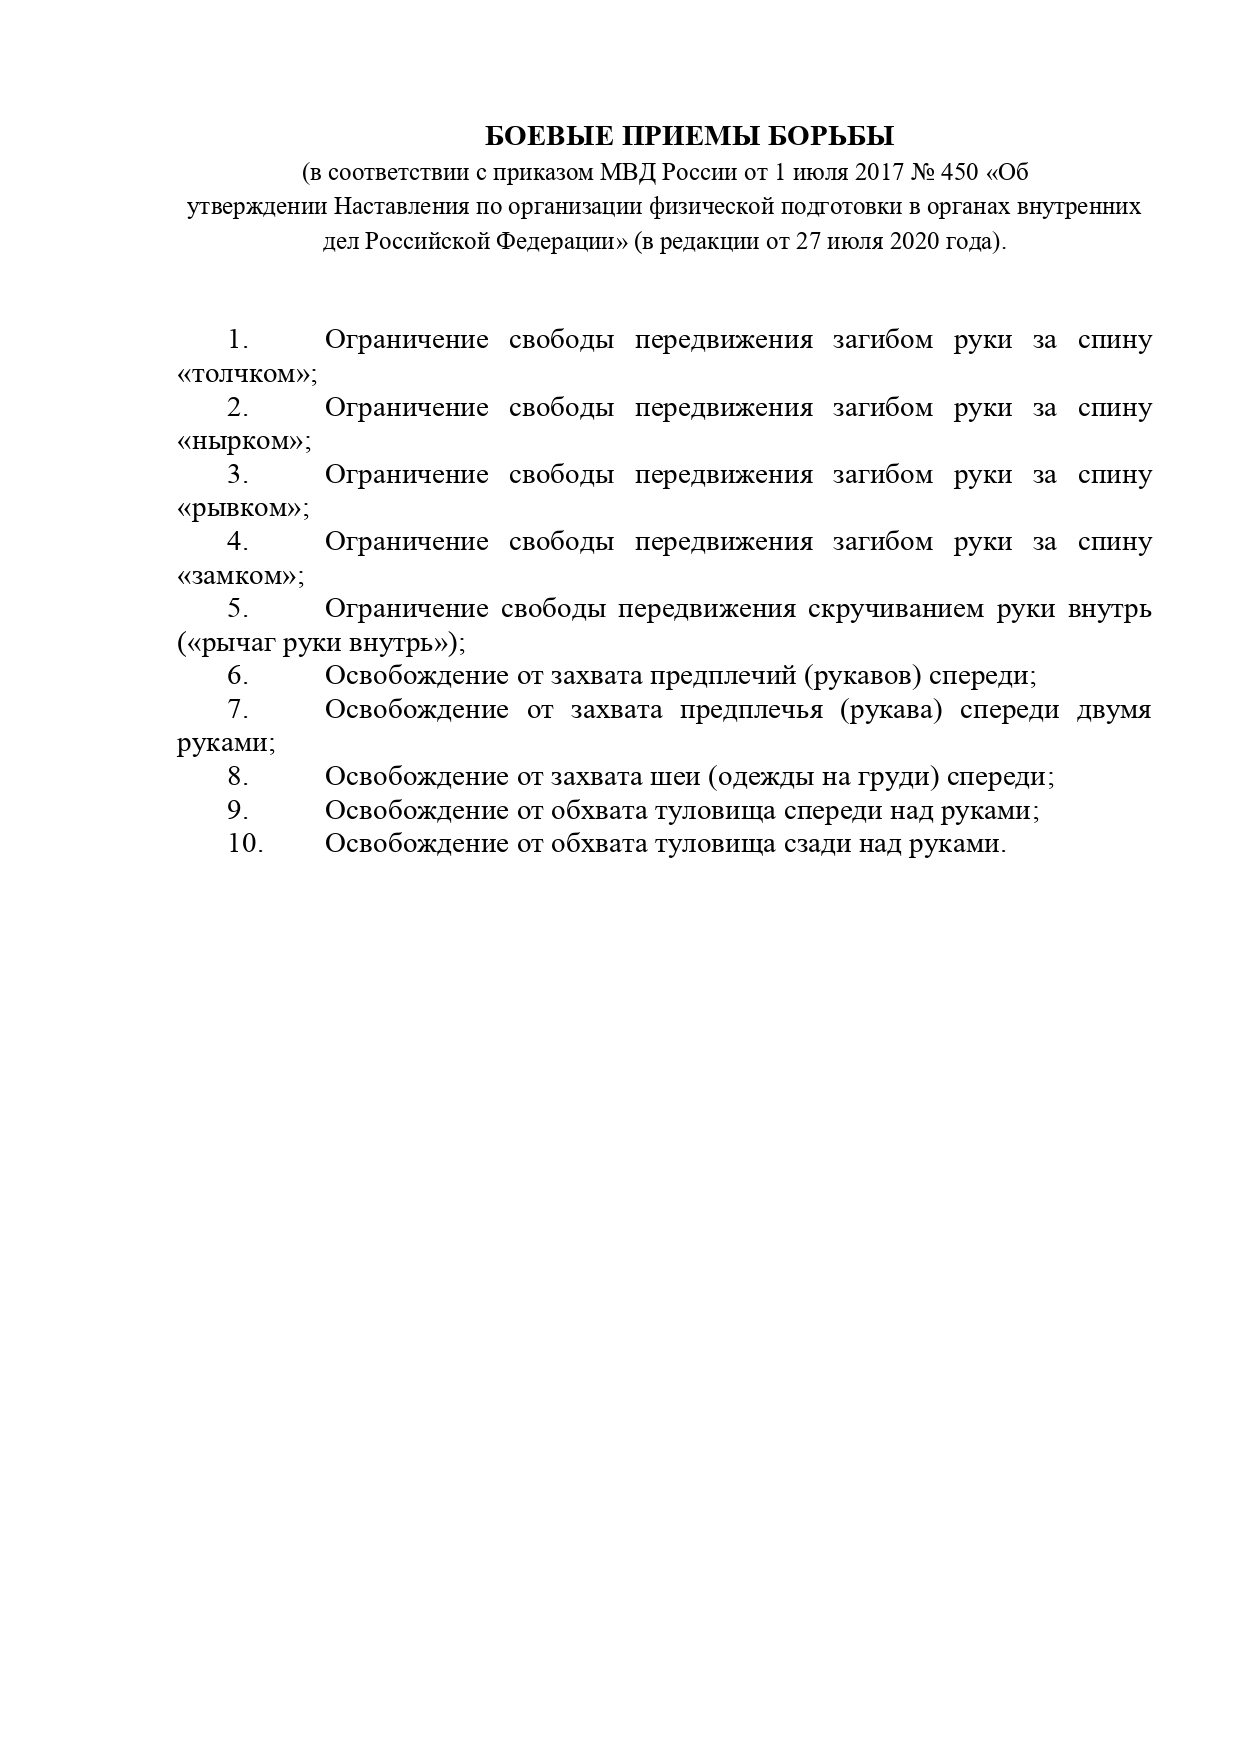 БОЕВЫЕ ПРИЕМЫ БОРЬБЫ
(в соответствии с приказом МВД России от 1 июля 2017 № 450 «Об
утверждении Наставления по организации физической подготовки в органах внутренних
дел Российской Федерации» (в редакции от 27 июля 2020 года).
1. Ограничение свободы передвижения загибом руки за спину
«толчком»;
2. Ограничение свободы передвижения загибом руки за спину
«нырком»;
3. Ограничение свободы передвижения загибом руки за спину
«рывком»;
4. Ограничение свободы передвижения загибом руки за спину
«замком»;
5. Ограничение свободы передвижения скручиванием руки внутрь
(«рычаг руки внутрь»);
6. Освобождение от захвата предплечий (рукавов) спереди;
7. Освобождение от захвата предплечья (рукава) спереди двумя
руками;
8. Освобождение от захвата шеи (одежды на груди) спереди;
9. Освобождение от обхвата туловища спереди над руками;
10. Освобождение от обхвата туловища сзади над руками.